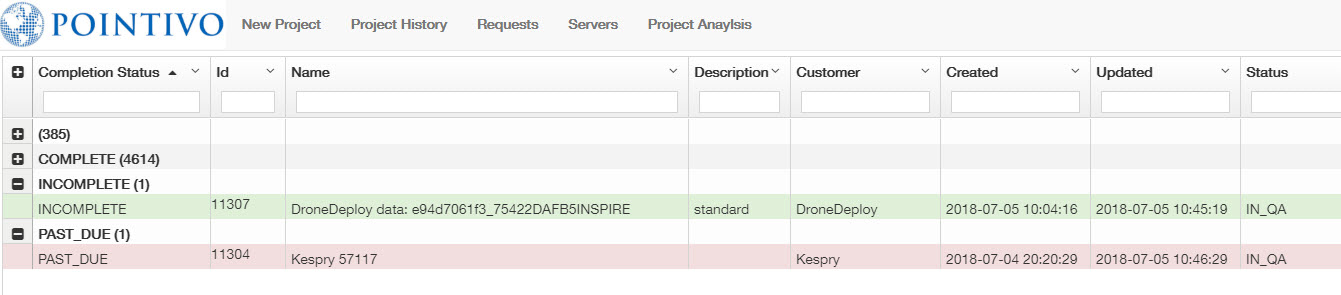 POINTIVO New Project Project History Requests Servers Project Anaylsis
Completion Status Id Name Description Customer Created Updated Status
(385)
COMPLETE (4614)
INCOMPLETE (1)
INCOMPLETE 11307 DroneDeploy data: e94d7061f3_75422DAFB5INSPIRE standard DroneDeploy 2018-07-05 10:04:16 2018-07-05 10:45:19 IN_QA
PAST_DUE (1)
PAST_DUE 11304 Kespry 57117 Kespry 2018-07-04 20:20:29 2018-07-05 10:46:29 IN_QA